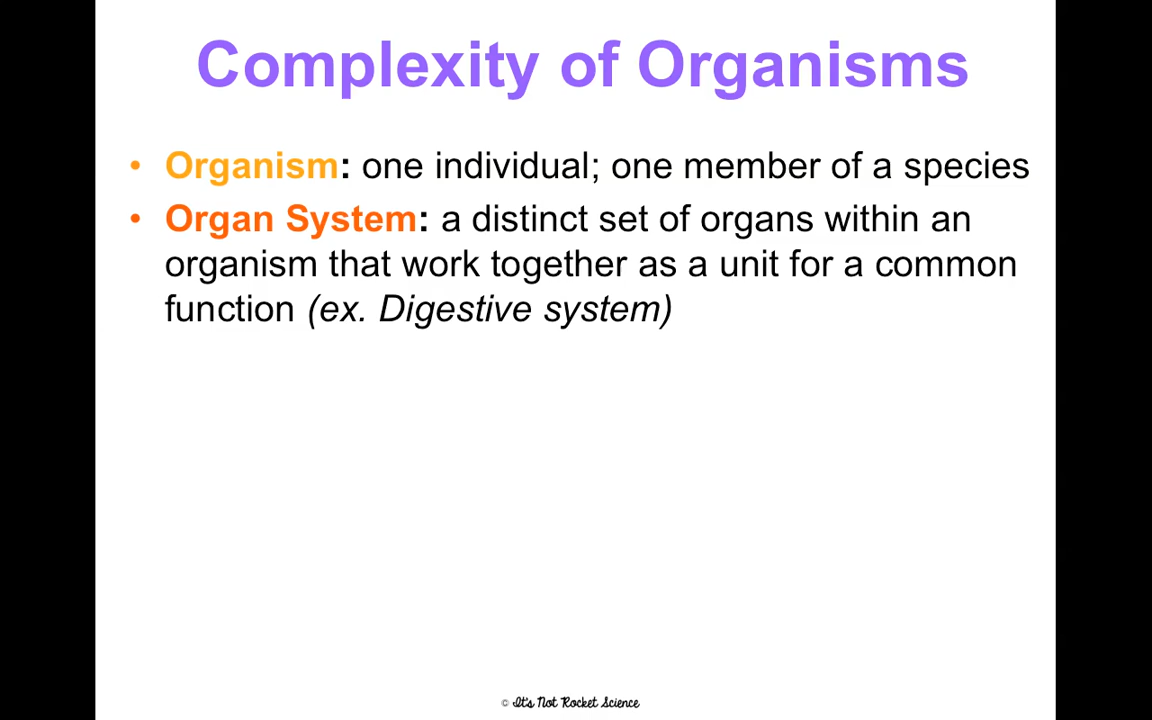 Complexity of Organisms
• Organism: one individual; one member of a species
• Organ System: a distinct set of organs within an
organism that work together as a unit for a common
function (ex. Digestive system)
© It's Not Rocket Science